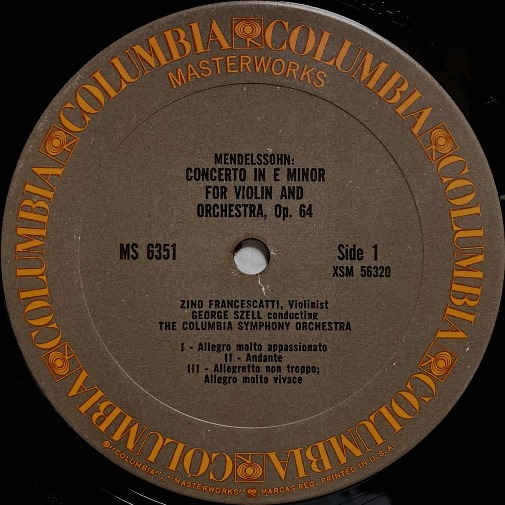 COLUMBIA COLUMBIA COLUMBIA COLUMBIA COLUMBIA COLUMBIA
MASTERWORKS
MENDELSSOHN:
CONCERTO IN E MINOR
FOR VIOLIN AND
ORCHESTRA, Op. 64
MS 6351
Side 1
XSM 56320
ZINO FRANCESCATTI, Violinist
GEORGE SZELL conducting
THE COLUMBIA SYMPHONY ORCHESTRA
I - Allegro molto appassionato
II - Andante
III - Allegretto non troppo;
Allegro molto vivace
"COLUMBIA", "MASTERWORKS" MARCAS REG. PRINTED IN U.S.A.